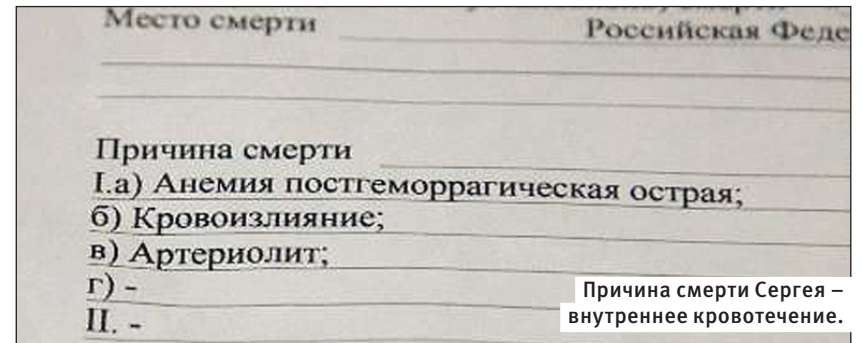 Место смерти
Российская Феде
Причина смерти
I.а) Анемия постгеморрагическая острая;
б) Кровоизлияние;
в) Артериолит;
г) -
II. -
Причина смерти Сергея –
внутреннее кровотечение.